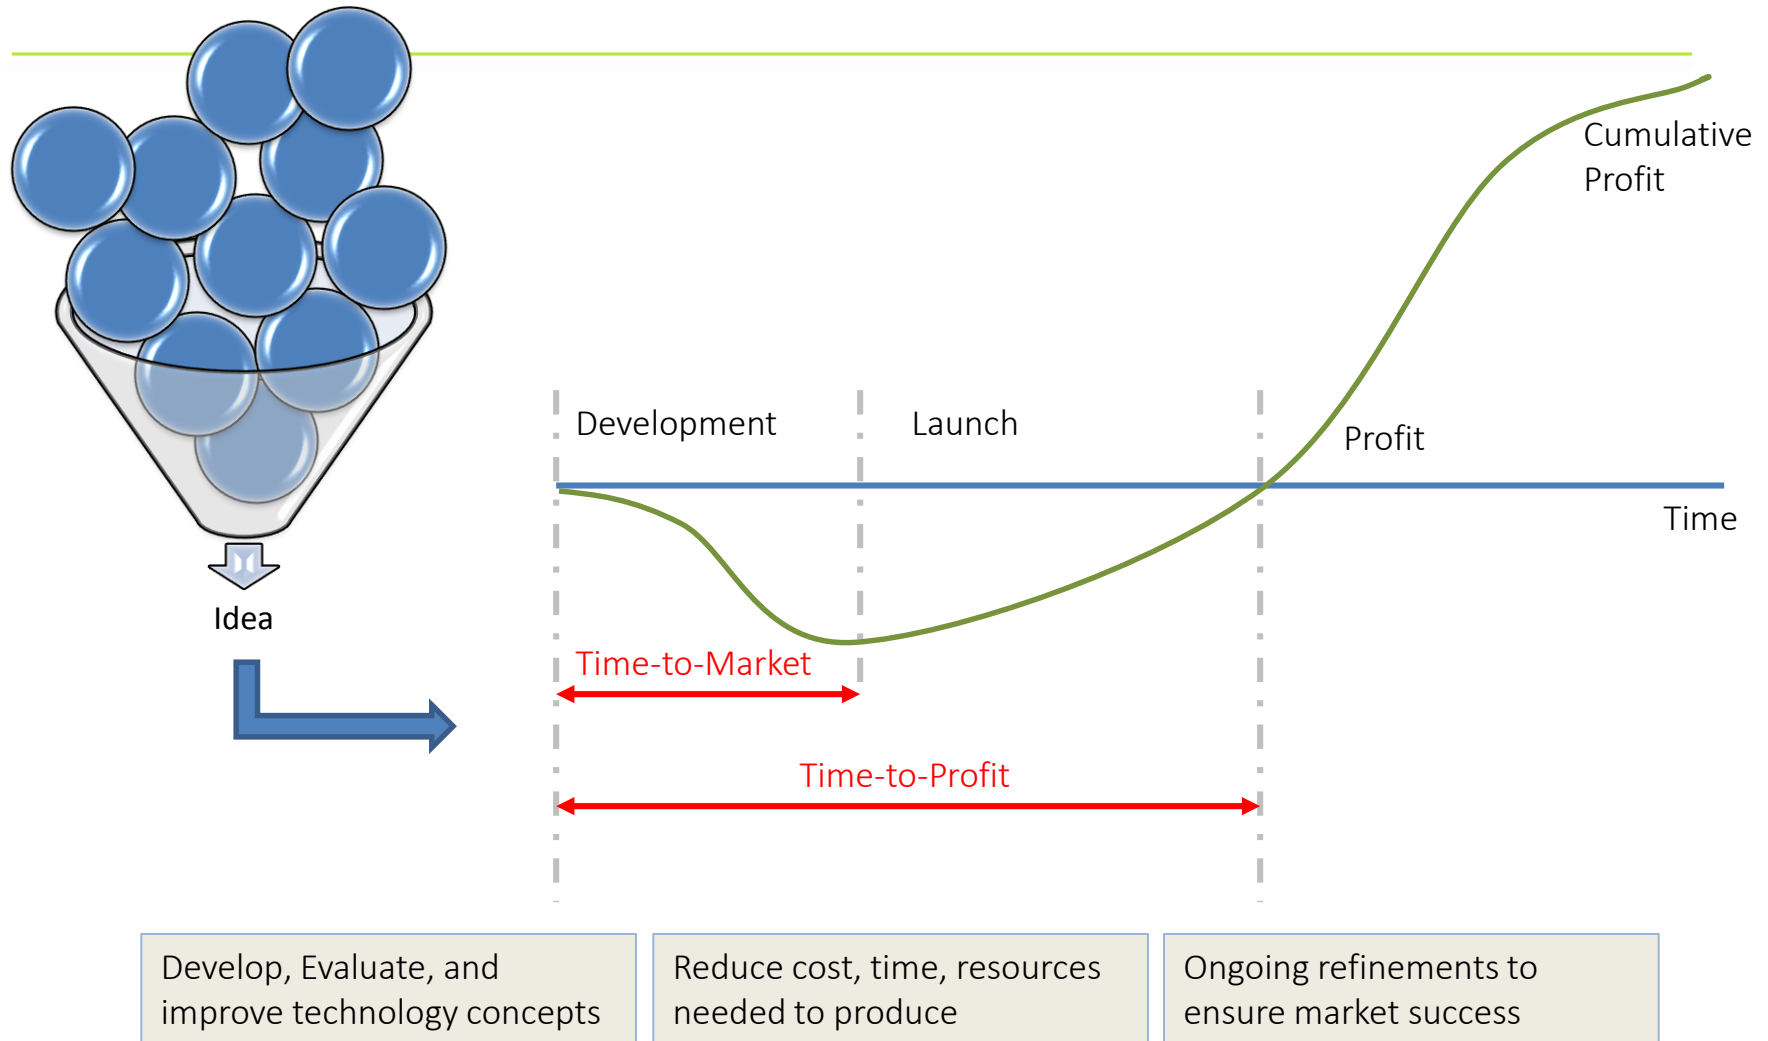 Cumulative
Profit
Development
Launch
Profit
Time
Idea
Time-to-Market
Time-to-Profit
Develop, Evaluate, and
improve technology concepts
Reduce cost, time, resources
needed to produce
Ongoing refinements to
ensure market success